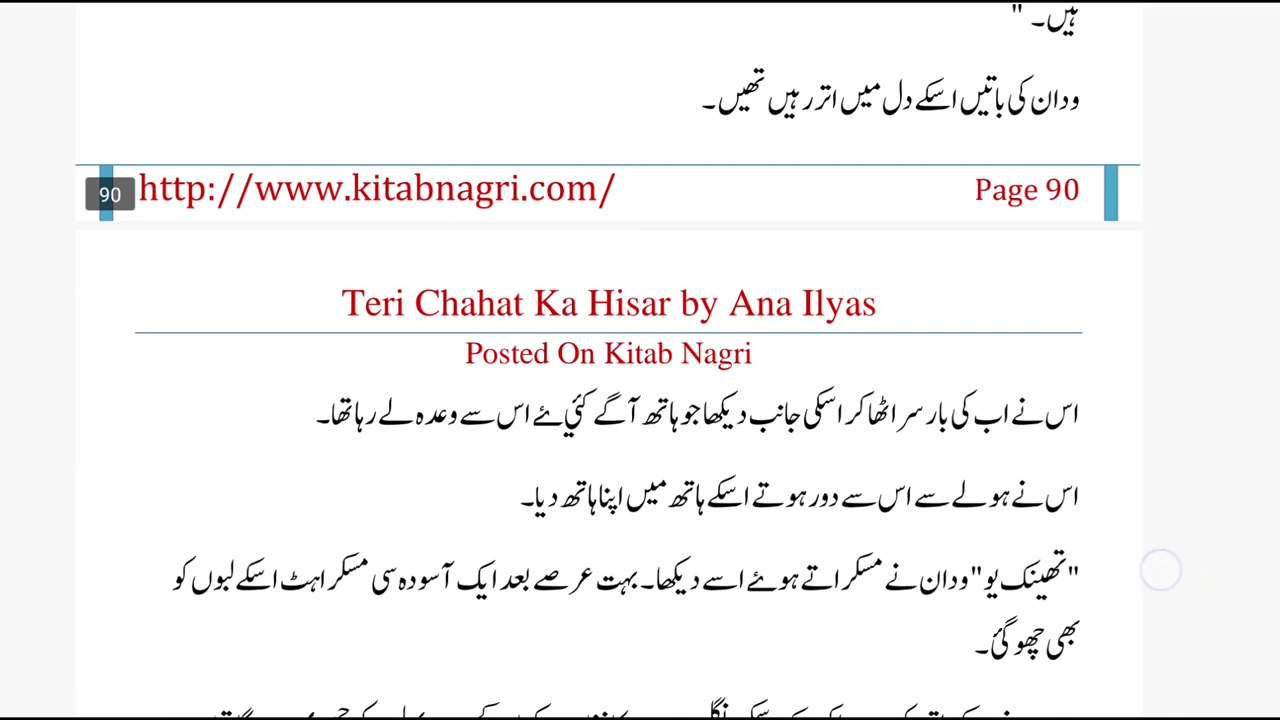 ہیں۔ "
ودان کی باتیں اسکے دل میں اتر رہیں تھیں۔
90
http://www.kitabnagri.com/ Page 90
Teri Chahat Ka Hisar by Ana Ilyas
Posted On Kitab Nagri
اس نے اب کی بار سر اٹھا کر اسکی جانب دیکھا جو ہاتھ آگے کئیۓ اس سے وعدہ لے رہا تھا۔
اس نے ہولے سے اس سے دور ہوتے اسکے ہاتھ میں اپنا ہاتھ دیا۔
"تھینک یو" ودان نے مسکراتے ہوئے اسے دیکھا۔ بہت عرصے بعد ایک آسودہ سی مسکراہٹ اسکے لبوں کو
بھی چھو گئ۔